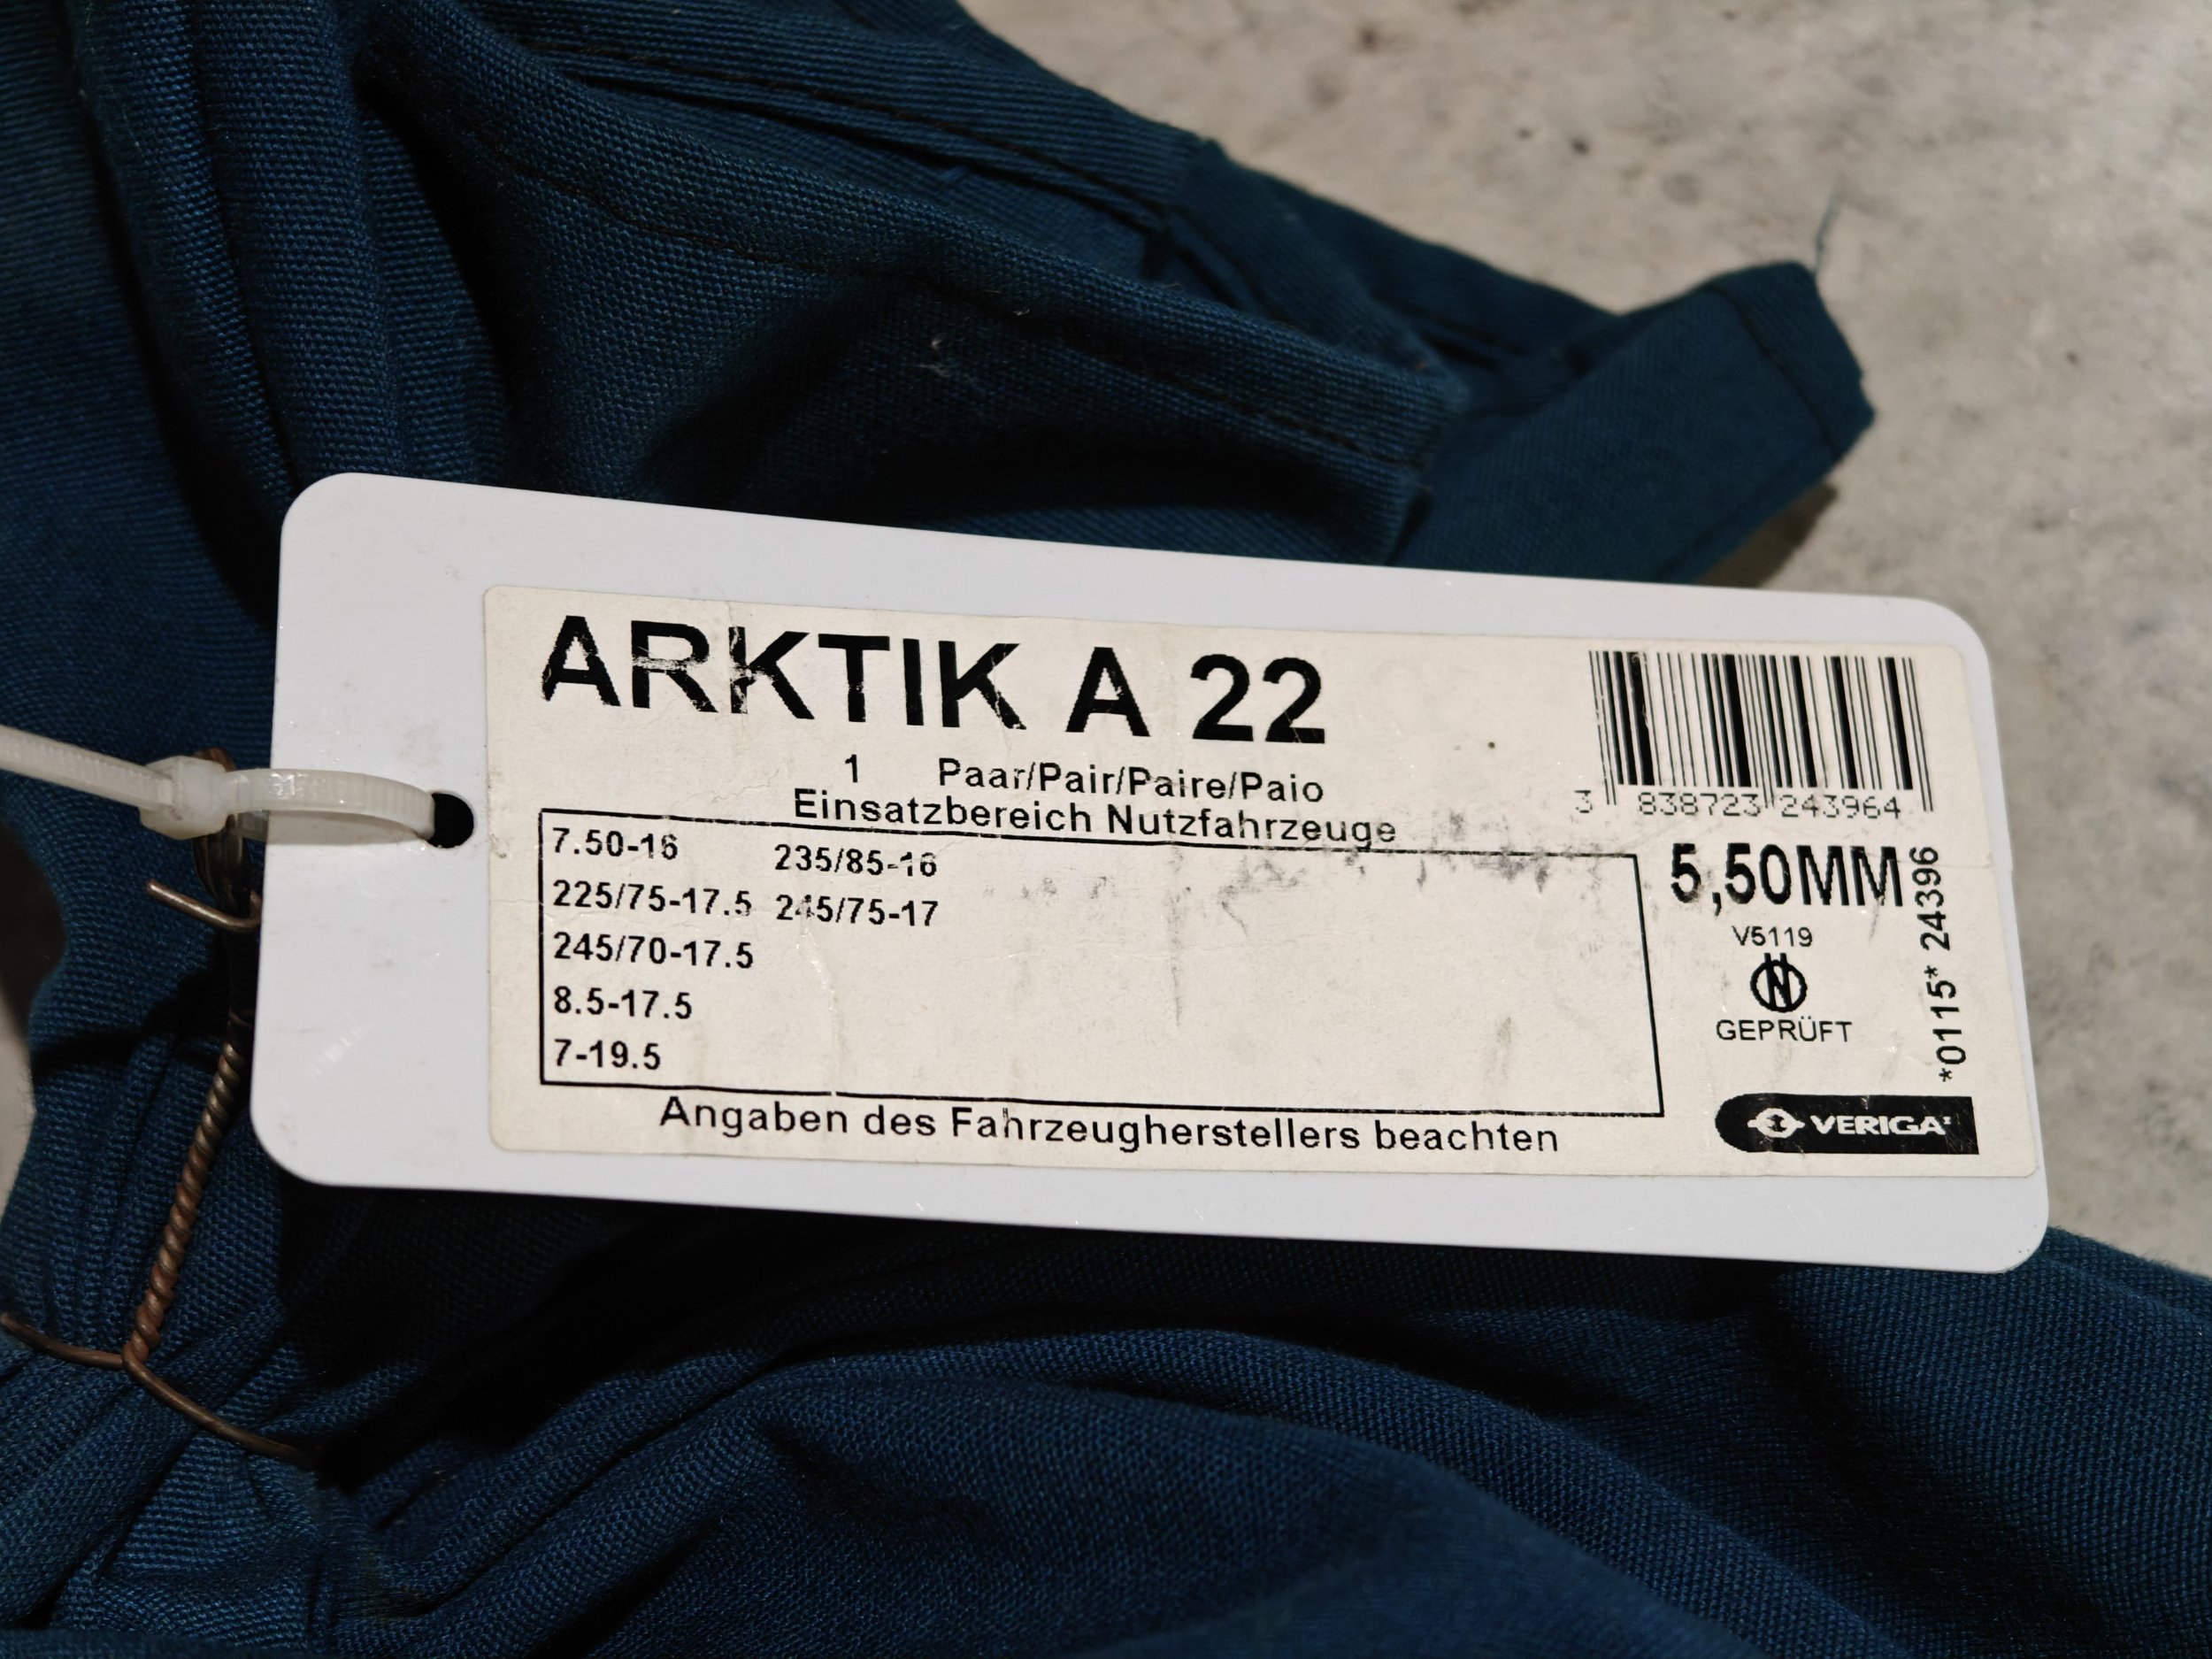 ARKTIK A 22
1 Paar/Pair/Paire/Paio
Einsatzbereich Nutzfahrzeuge
7.50-16 235/85-16
225/75-17.5 245/75-17
245/70-17.5
8.5-17.5
7-19.5
Angaben des Fahrzeugherstellers beachten
3 838723 243964
5,50MM
V5119
N
GEPRÜFT
*0115* 24396
VERIGA